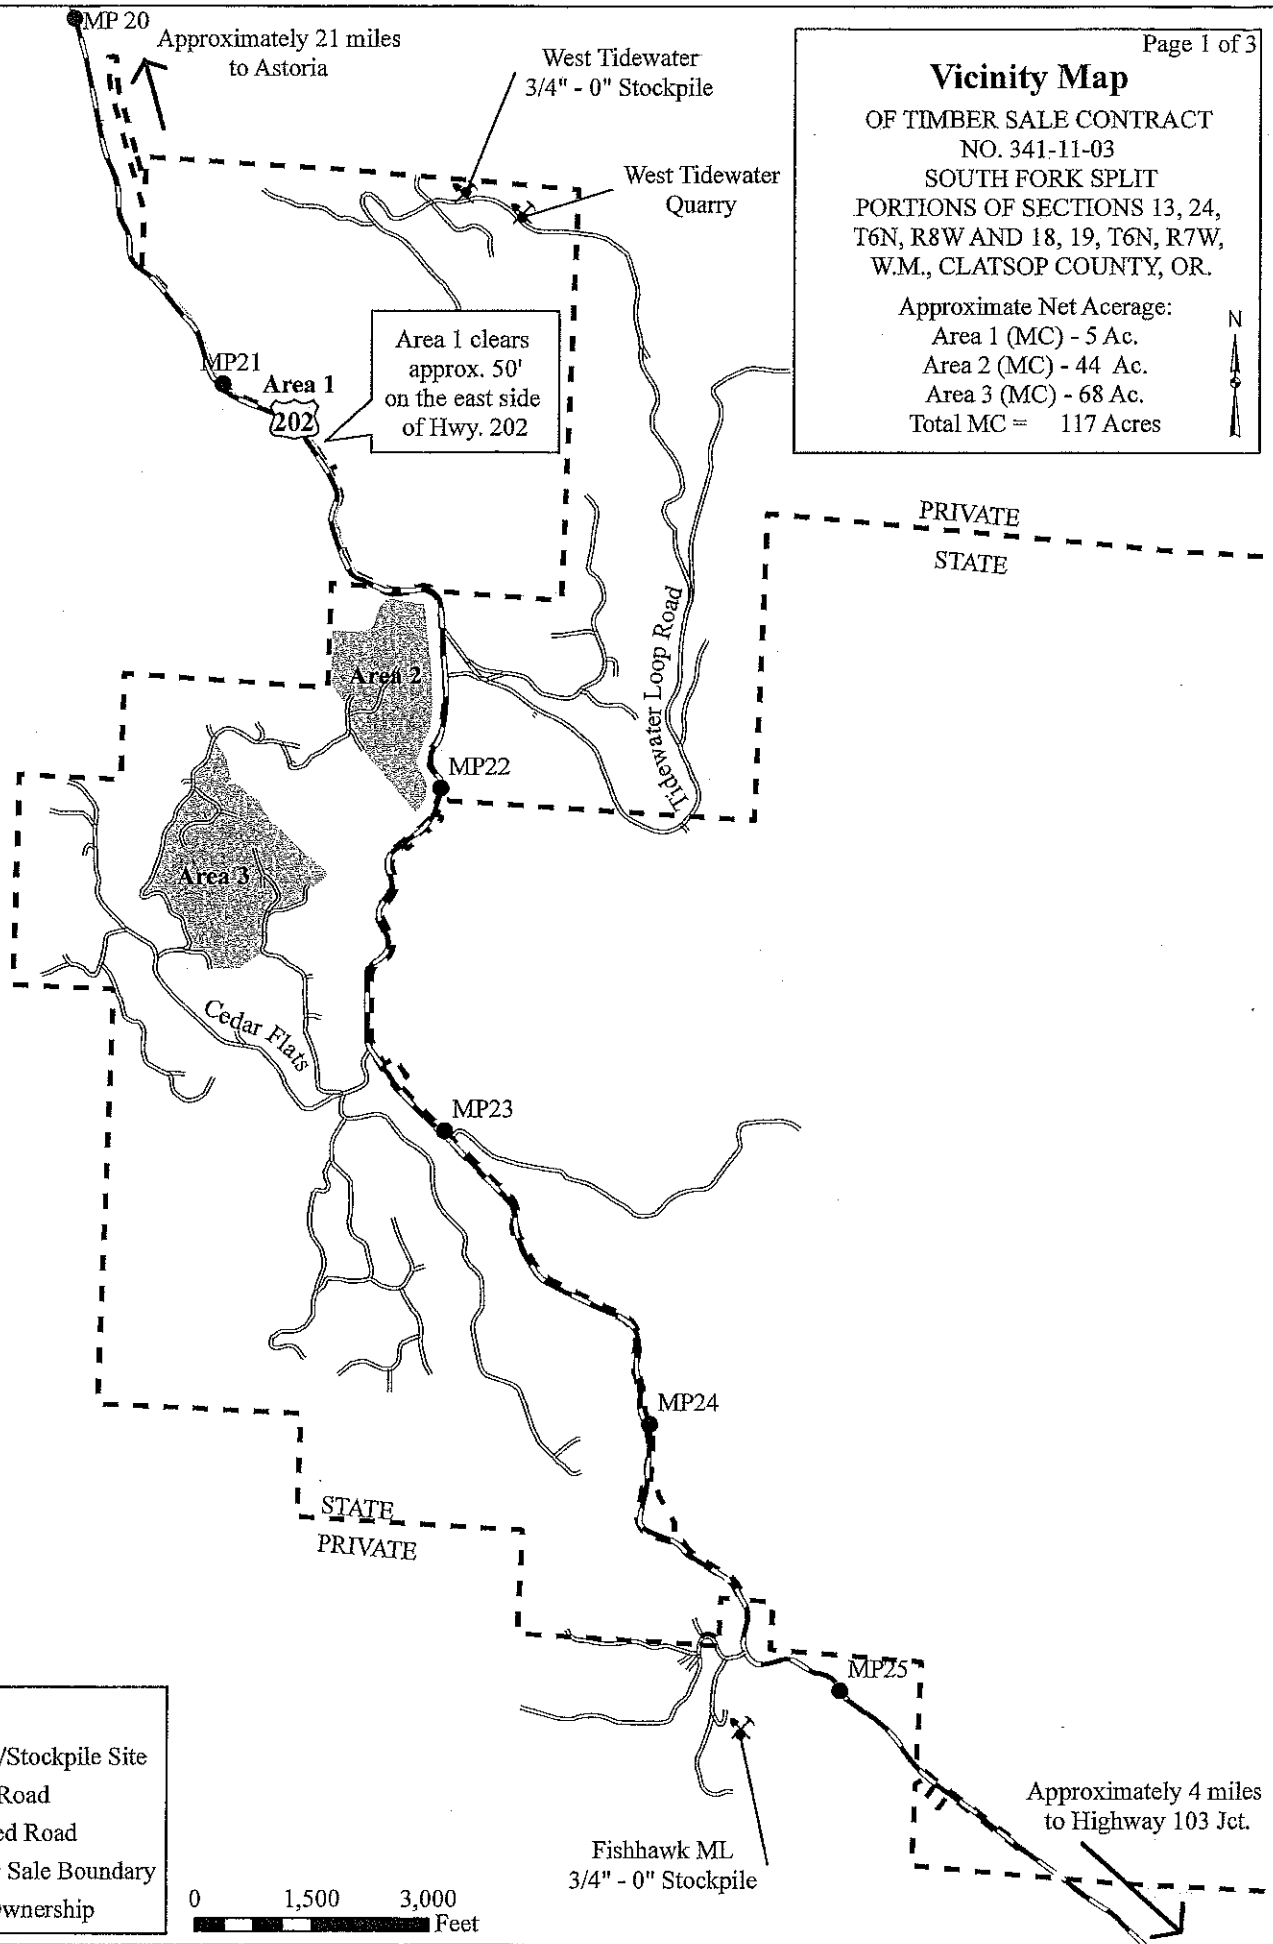 Page 1 of 3
Vicinity Map
OF TIMBER SALE CONTRACT
NO. 341-11-03
SOUTH FORK SPLIT
PORTIONS OF SECTIONS 13, 24,
T6N, R8W AND 18, 19, T6N, R7W,
W.M., CLATSOP COUNTY, OR.
Approximate Net Acerage:
Area 1 (MC) - 5 Ac.
Area 2 (MC) - 44 Ac.
Area 3 (MC) - 68 Ac.
Total MC = 117 Acres
N
MP 20
Approximately 21 miles
to Astoria
West Tidewater
3/4" - 0" Stockpile
West Tidewater
Quarry
MP21
Area 1
202
Area 1 clears
approx. 50'
on the east side
of Hwy. 202
PRIVATE
STATE
Area 2
Tidewater Loop Road
MP22
Area 3
Cedar Flats
MP23
MP24
STATE
PRIVATE
MP25
Fishhawk ML
3/4" - 0" Stockpile
Approximately 4 miles
to Highway 103 Jct.
/Stockpile Site
Road
ed Road
Sale Boundary
wnership
0 1,500 3,000
Feet